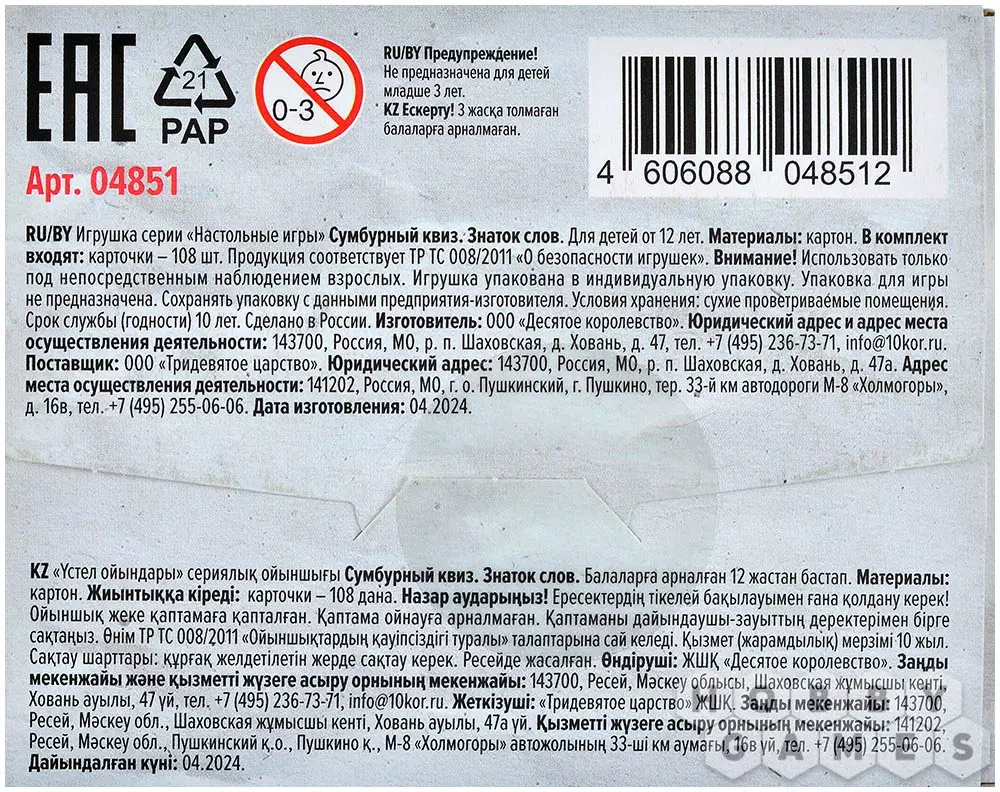 EAC
21
PAP
0-3
RU/BY Предупреждение!
Не предназначена для детей
младше 3 лет.
KZ Ескерту! 3 жасқа толмаған
балаларға арналмаған.
4 606088 048512
Арт. 04851
RU/BY Игрушка серии «Настольные игры» Сумбурный квиз. Знаток слов. Для детей от 12 лет. Материалы: картон. В комплект
входят: карточки – 108 шт. Продукция соответствует ТР ТС 008/2011 «О безопасности игрушек». Внимание! Использовать только
под непосредственным наблюдением взрослых. Игрушка упакована в индивидуальную упаковку. Упаковка для игры
не предназначена. Сохранять упаковку с данными предприятия-изготовителя. Условия хранения: сухие проветриваемые помещения.
Срок службы (годности) 10 лет. Сделано в России. Изготовитель: ООО «Десятое королевство». Юридический адрес и адрес места
осуществления деятельности: 143700, Россия, МО, р. п. Шаховская, д. Ховань, д. 47, тел.: +7 (495) 236-73-71, info@10kor.ru.
Поставщик: ООО «Тридевятое царство». Юридический адрес: 143700, Россия, МО, р. п. Шаховская, д. Ховань, д. 47а. Адрес
места осуществления деятельности: 141202, Россия, МО, г. о. Пушкинский, г. Пушкино, тер. 33-й км автодороги М-8 «Холмогоры»,
д. 16в, тел. +7 (495) 255-06-06. Дата изготовления: 04.2024.
KZ «Үстел ойындары» сериялық ойыншығы Сумбурный квиз. Знаток слов. Балаларға арналған 12 жастан бастап. Материалы:
картон. Жиынтыққа кіреді: карточки – 108 дана. Назар аударыңыз! Ересектердің тікелей бақылауымен ғана қолдану керек!
Ойыншық жеке қаптамаға қапталған. Қаптама ойнауға арналмаған. Қаптаманы дайындаушы-зауыттың деректерімен бірге
сақтаңыз. Өнім ТР ТС 008/2011 «Ойыншықтардың қауіпсіздігі туралы» талаптарына сай келеді. Қызмет (жарамдылық) мерзімі 10 жыл.
Сақтау шарттары: құрғақ желдетілетін жерде сақтау керек. Ресейде жасалған. Өндіруші: ЖШҚ «Десятое королевство». Заңды
мекенжайы және қызметті жүзеге асыру орнының мекенжайы: 143700, Ресей, Мәскеу облысы, Шаховская жұмысшы кенті,
Ховань ауылы, 47 үй, тел. +7 (495) 236-73-71, info@10kor.ru. Жеткізуші: «Тридевятое царство» ЖШҚ. Заңды мекенжайы: 143700,
Ресей, Мәскеу обл., Шаховская жұмысшы кенті, Ховань ауылы, 47а үй. Қызметті жүзеге асыру орнының мекенжайы: 141202,
Ресей, Мәскеу обл., Пушкинский қ.о., Пушкино қ., М-8 «Холмогоры» автожолының 33-ші км аумағы, 16в үй, тел. +7 (495) 255-06-06.
Дайындалған күні: 04.2024.
HOBBY
GAMES